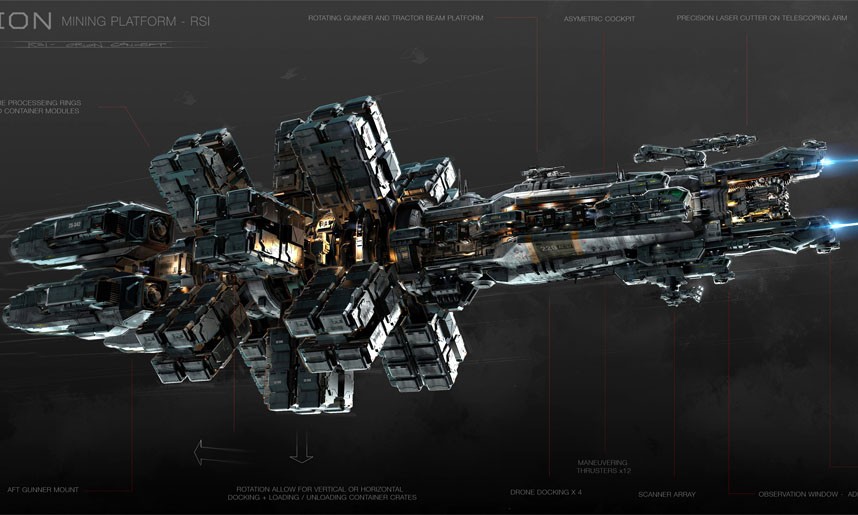 ION MINING PLATFORM - RSI
ROTATING GUNNER AND TRACTOR BEAM PLATFORM
ASYMETRIC COCKPIT
PRECISION LASER CUTTER ON TELESCOPING ARM
PROCESSEING RINGS
CONTAINER MODULES
AFT GUNNER MOUNT
ROTATION ALLOW FOR VERTICAL OR HORIZONTAL
DOCKING + LOADING / UNLOADING CONTAINER CRATES
DRONE DOCKING X 4
MANEUVERING
THRUSTERS x12
SCANNER ARRAY
OBSERVATION WINDOW - AD